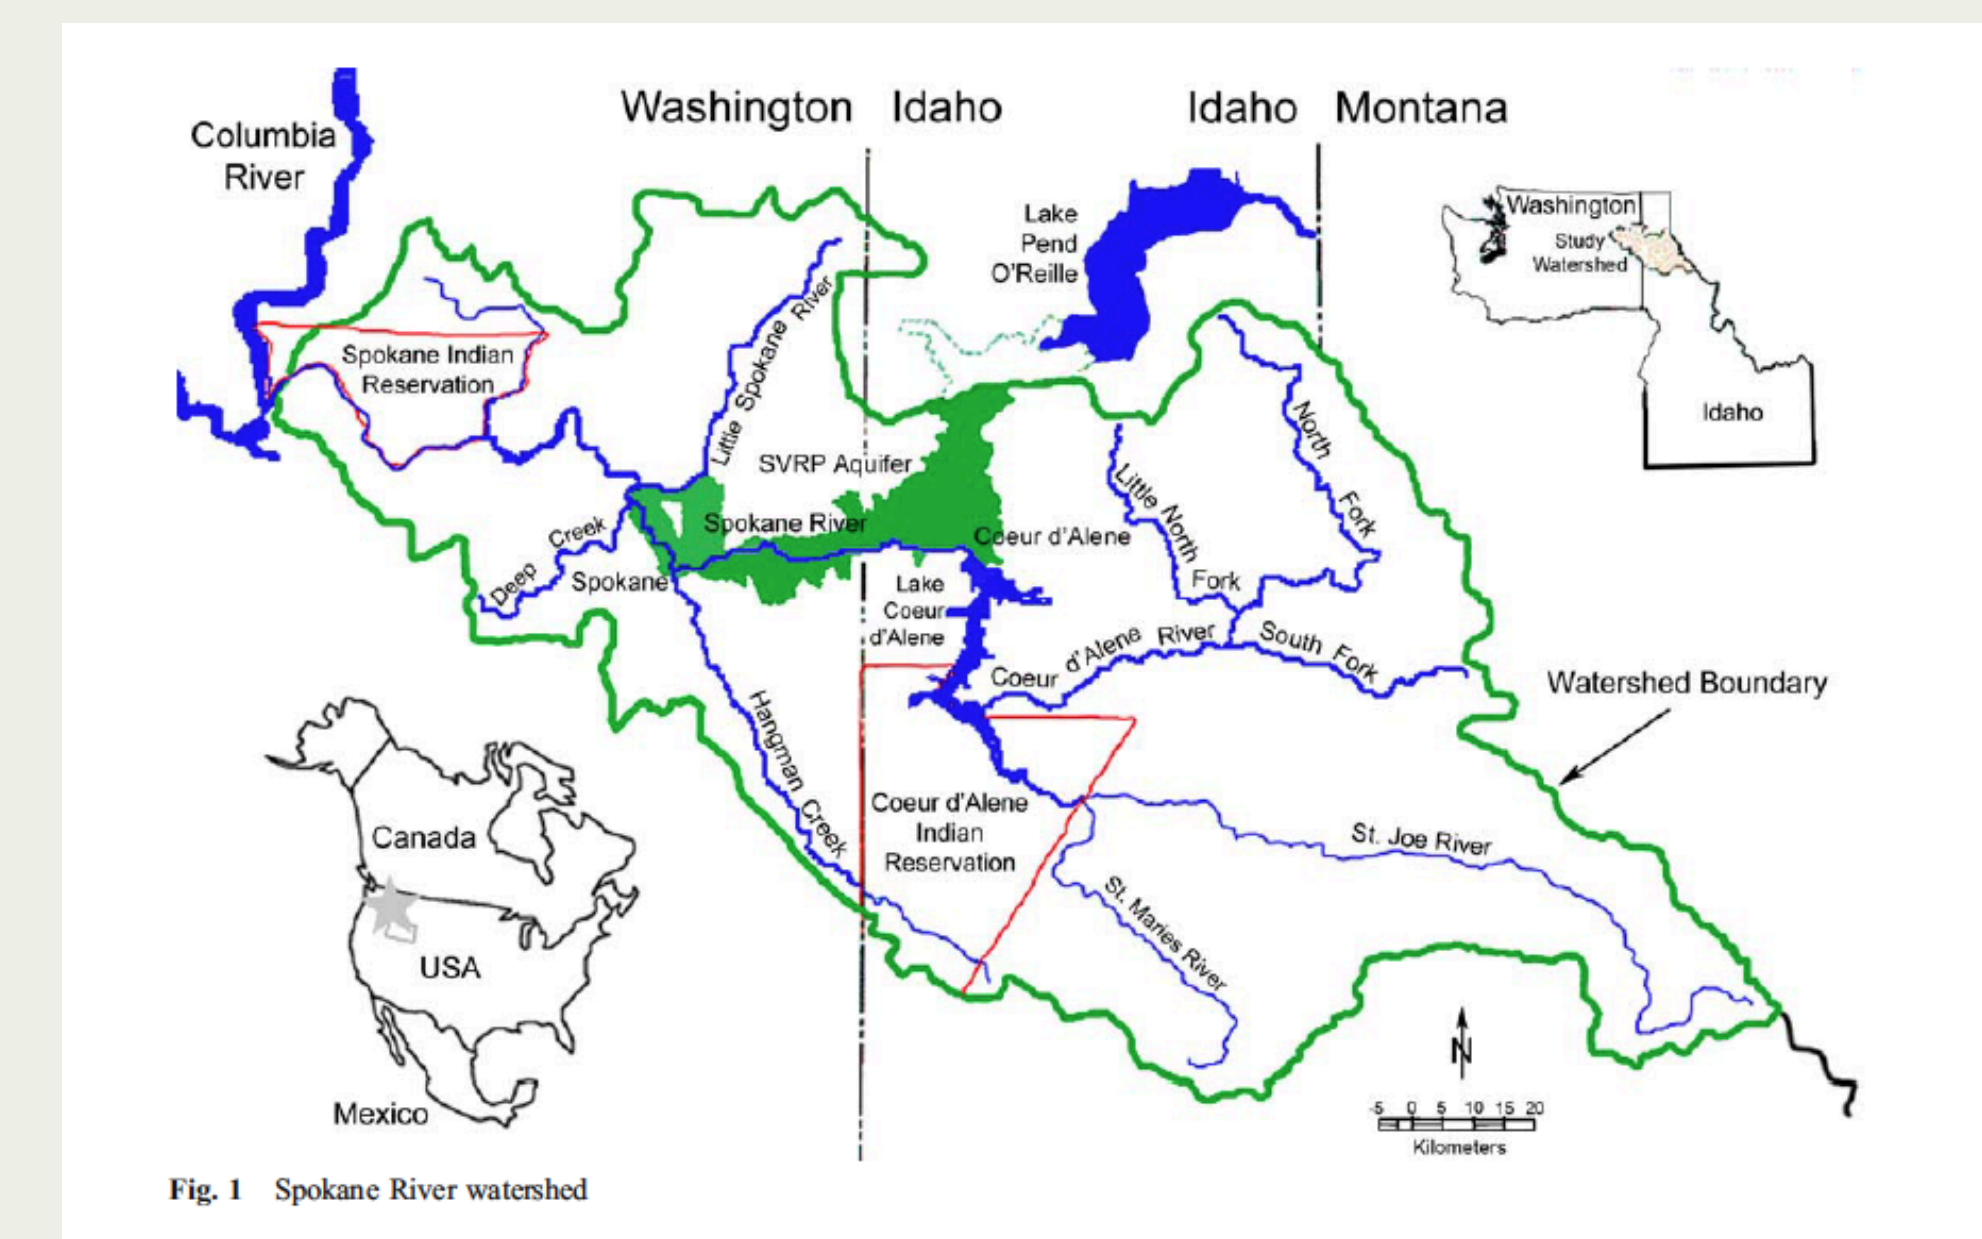 Washington
Idaho
Idaho
Montana
Columbia
River
Lake
Pend
O'Reille
Washington
Study
Watershed
Idaho
Spokane Indian
Reservation
Little Spokane River
SVRP Aquifer
Spokane River
Coeur d'Alene
Little North
Fork
North
Fork
Deep Creek
Spokane
Lake
Coeur
d'Alene
Coeur d'Alene River
South Fork
Watershed Boundary
Hangman Creek
Coeur d'Alene
Indian
Reservation
St. Joe River
St. Maries River
Canada
USA
Mexico
N
-5 0 5 10 15 20
Kilometers
Fig. 1 Spokane River watershed